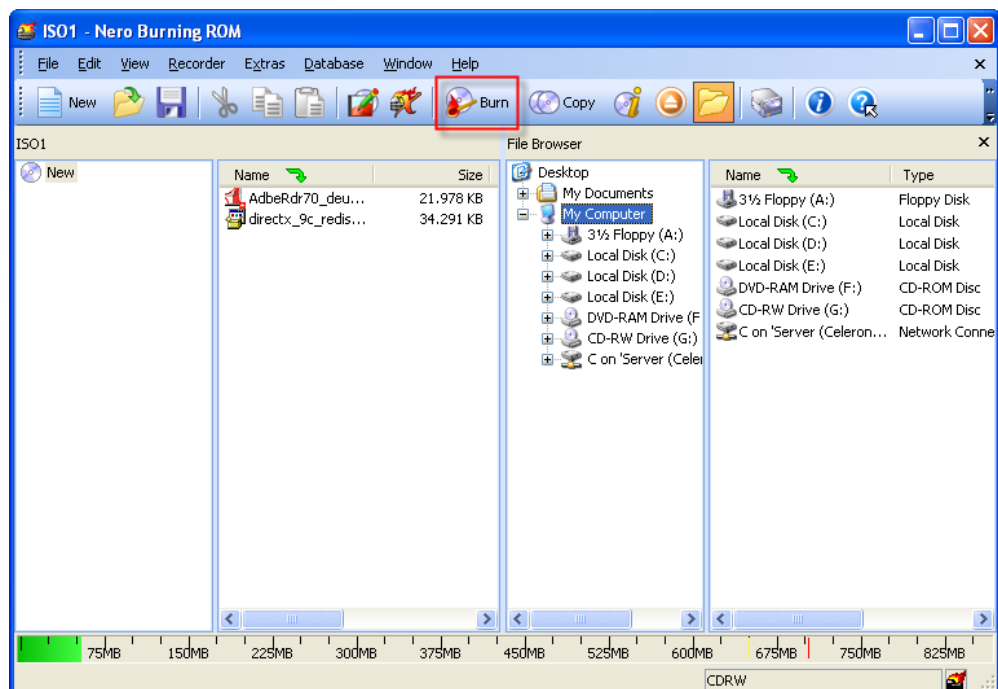 ISO1 - Nero Burning ROM
File Edit View Recorder Extras Database Window Help
New Burn Copy
ISO1 File Browser
New
Name Size
AdbeRdr70_deu... 21.978 KB
directx_9c_redis... 34.291 KB
Desktop
My Documents
My Computer
3½ Floppy (A:)
Local Disk (C:)
Local Disk (D:)
Local Disk (E:)
DVD-RAM Drive (F
CD-RW Drive (G:)
C on 'Server (Celer
Name Type
3½ Floppy (A:) Floppy Disk
Local Disk (C:) Local Disk
Local Disk (D:) Local Disk
Local Disk (E:) Local Disk
DVD-RAM Drive (F:) CD-ROM Disc
CD-RW Drive (G:) CD-ROM Disc
C on 'Server (Celeron... Network Conne
75MB 150MB 225MB 300MB 375MB 450MB 525MB 600MB 675MB 750MB 825MB
CDRW